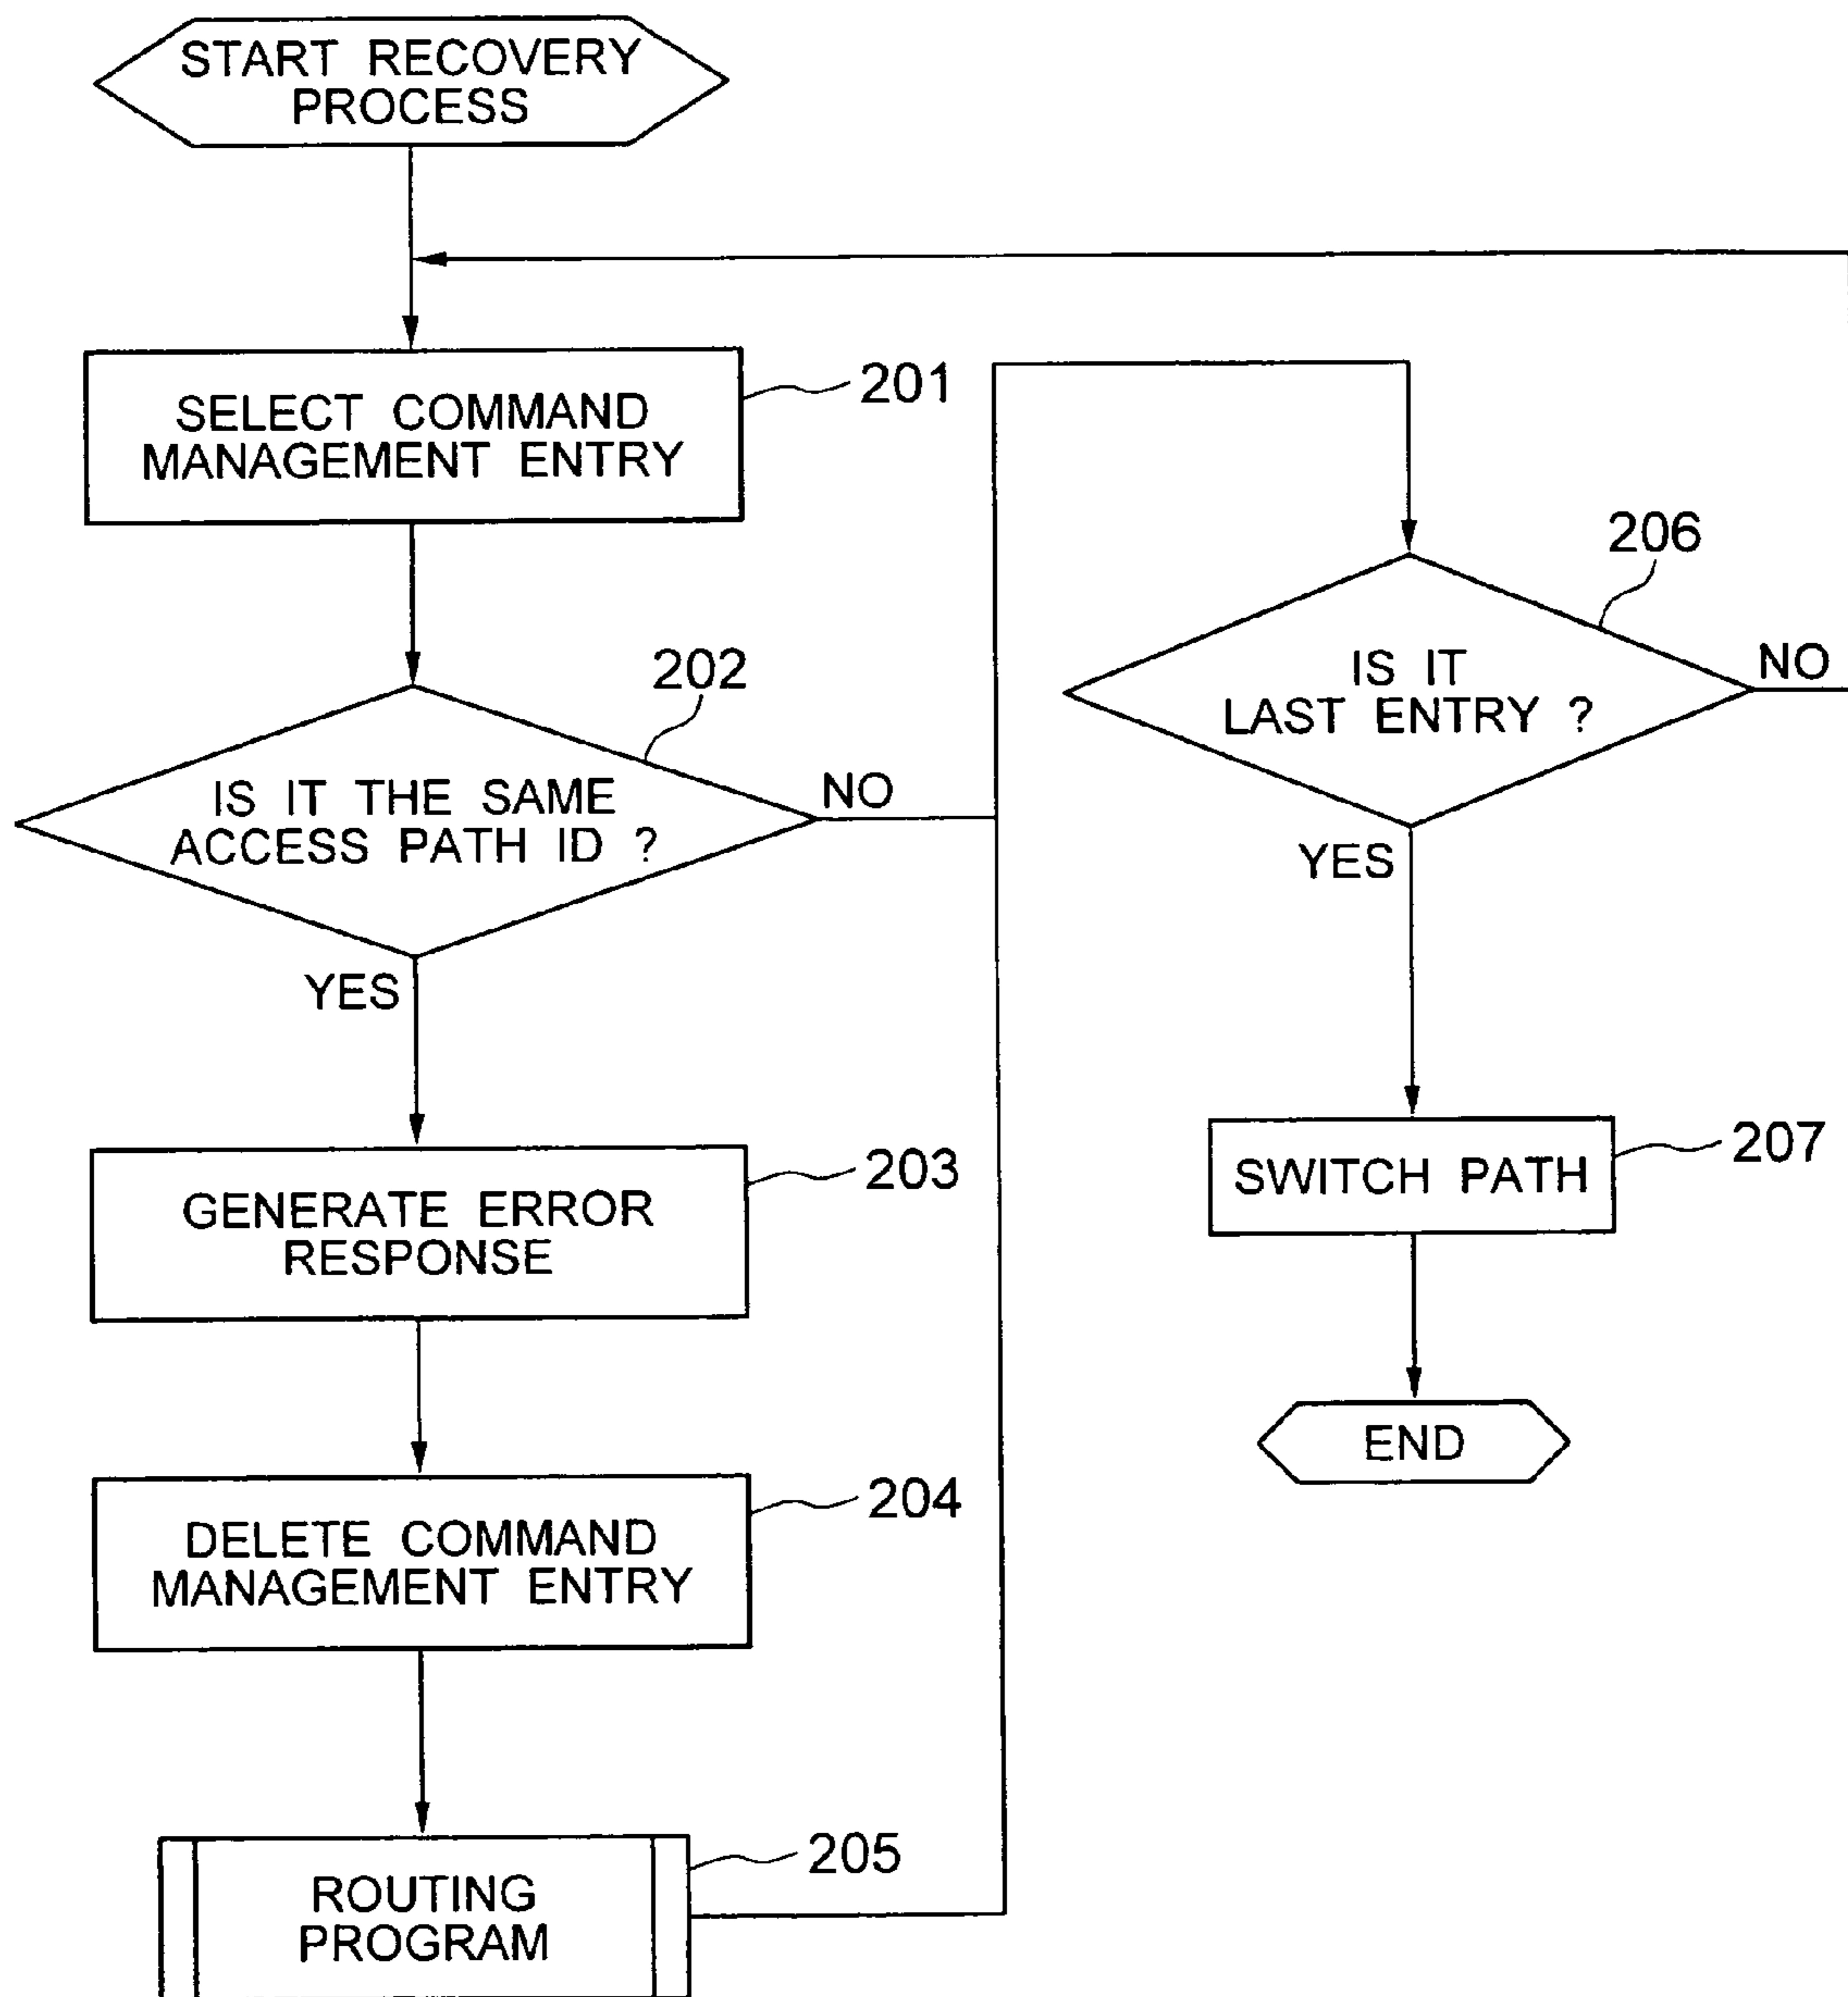 START RECOVERY
PROCESS
SELECT COMMAND
MANAGEMENT ENTRY
201
IS IT THE SAME
ACCESS PATH ID ?
202
NO
YES
GENERATE ERROR
RESPONSE
203
DELETE COMMAND
MANAGEMENT ENTRY
204
ROUTING
PROGRAM
205
IS IT
LAST ENTRY ?
206
NO
YES
SWITCH PATH
207
END